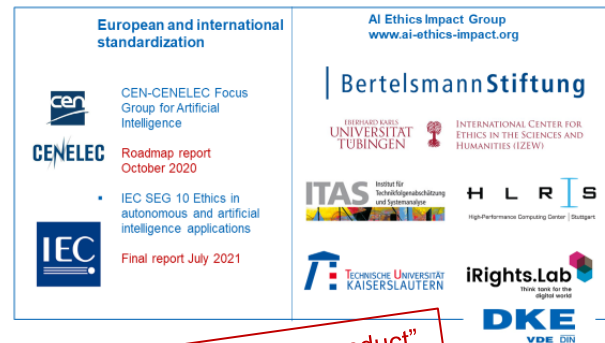 European and international
standardization
cen
CENELEC
CEN-CENELEC Focus
Group for Artificial
Intelligence
Roadmap report
October 2020
▪ IEC SEG 10 Ethics in
autonomous and artificial
intelligence applications
IEC
Final report July 2021
AI Ethics Impact Group
www.ai-ethics-impact.org
BertelsmannStiftung
EBERHARD KARLS
UNIVERSITÄT
TÜBINGEN
INTERNATIONAL CENTER FOR
ETHICS IN THE SCIENCES AND
HUMANITIES (IZEW)
ITAS
Institut für
Technikfolgenabschätzung
und Systemanalyse
H L R I S
High-Performance Computing Center | Stuttgart
TECHNISCHE UNIVERSITÄT
KAISERSLAUTERN
iRights.Lab
Think tank for the
digital world
DKE
VDE DIN